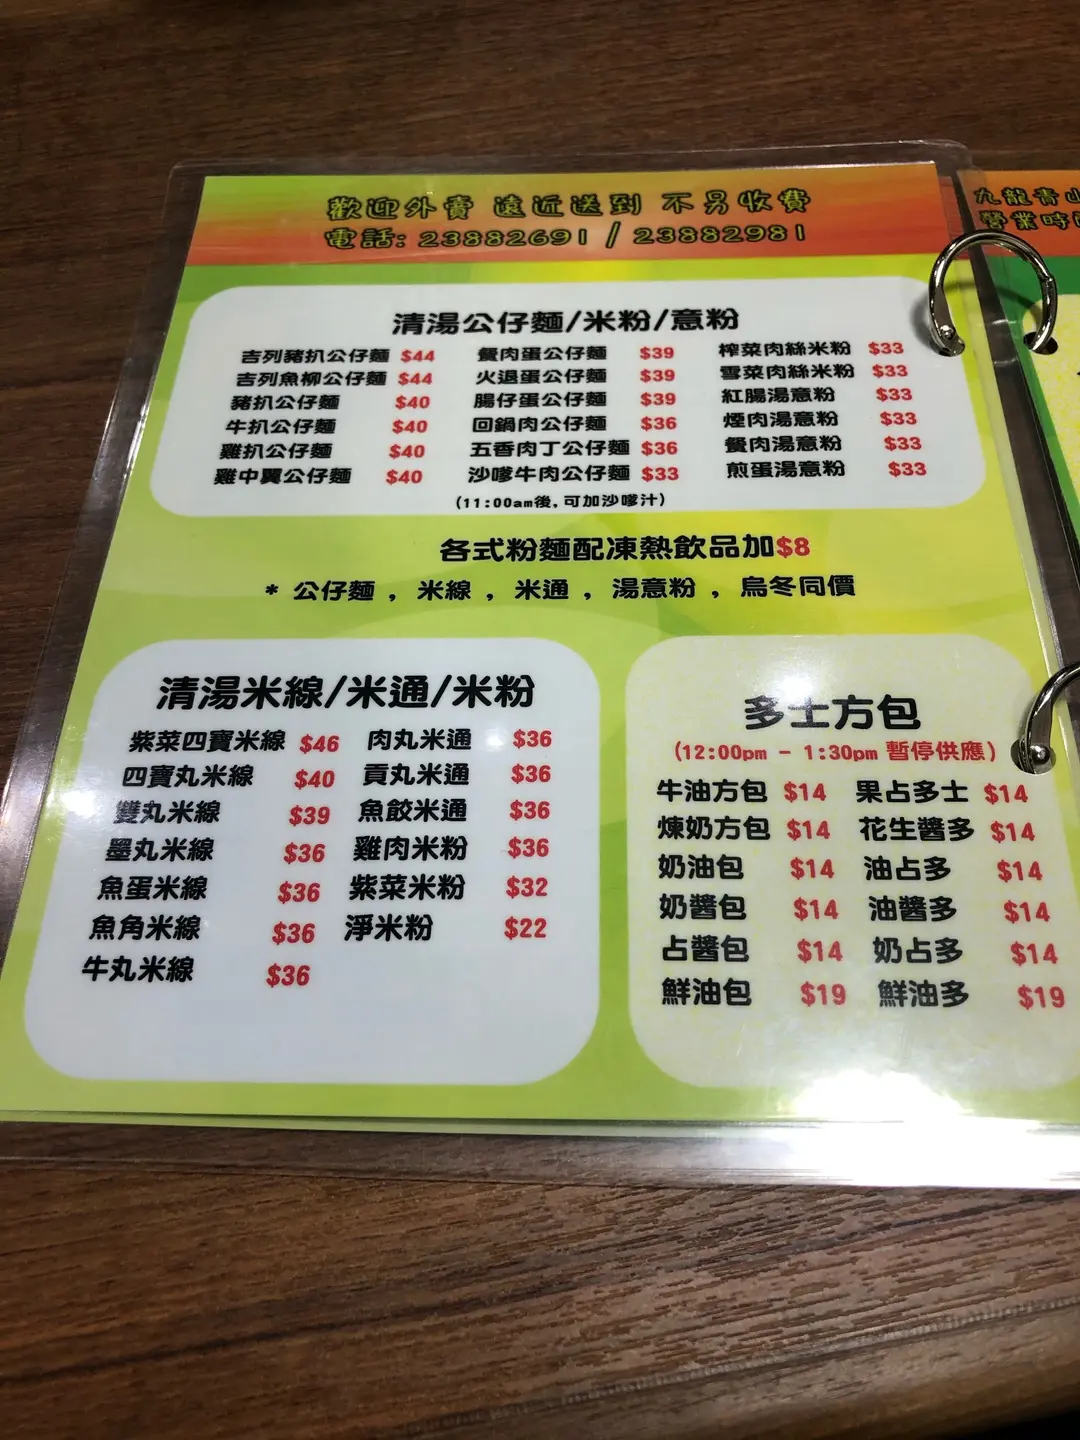 歡迎外賣 遠近送到 不另收費
電話: 23882691 / 23882981
清湯公仔麵/米粉/意粉
吉列豬扒公仔麵 $44
吉列魚柳公仔麵 $44
豬扒公仔麵 $40
牛扒公仔麵 $40
雞扒公仔麵 $40
雞中翼公仔麵 $40
餐肉蛋公仔麵 $39
火退蛋公仔麵 $39
腸仔蛋公仔麵 $39
回鍋肉公仔麵 $36
五香肉丁公仔麵 $36
沙嗲牛肉公仔麵 $33
榨菜肉絲米粉 $33
雪菜肉絲米粉 $33
紅腸湯意粉 $33
煙肉湯意粉 $33
餐肉湯意粉 $33
煎蛋湯意粉 $33
(11:00am後, 可加沙嗲汁)
各式粉麵配凍熱飲品加$8
* 公仔麵 , 米線 , 米通 , 湯意粉 , 烏冬同價
清湯米線/米通/米粉
紫菜四寶米線 $46
四寶丸米線 $40
雙丸米線 $39
墨丸米線 $36
魚蛋米線 $36
魚角米線 $36
牛丸米線 $36
肉丸米通 $36
貢丸米通 $36
魚餃米通 $36
雞肉米粉 $36
紫菜米粉 $32
淨米粉 $22
多士方包
(12:00pm - 1:30pm 暫停供應)
牛油方包 $14
煉奶方包 $14
奶油包 $14
奶醬包 $14
占醬包 $14
鮮油包 $19
果占多士 $14
花生醬多 $14
油占多 $14
油醬多 $14
奶占多 $14
鮮油多 $19
九龍青山
營業時間